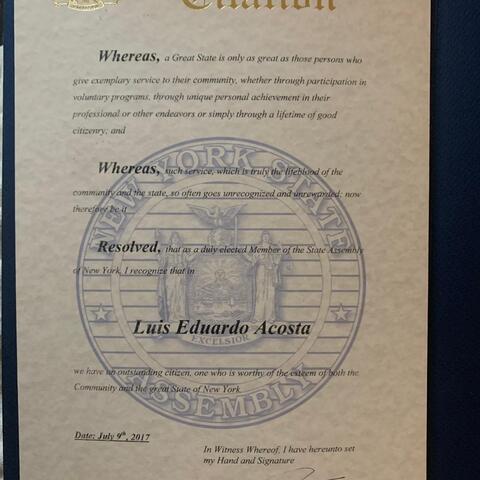 Citation
Whereas, a Great State is only as great as those persons who
give exemplary service to their community, whether through participation in
voluntary programs, through unique personal achievement in their
professional or other endeavors or simply through a lifetime of good
citizenry; and
Whereas, such service, which is truly the lifeblood of the
community and the state, so often goes unrecognized and unrewarded; now
therefore be it
Resolved, that as a duly elected Member of the State Assembly
of New York, I recognize that in
Luis Eduardo Acosta
we have an outstanding citizen, one who is worthy of the esteem of both the
Community and the great State of New York
Date: July 9th, 2017
In Witness Whereof, I have hereunto set
my Hand and Signature
NEW YORK STATE
EXCELSIOR
ASSEMBLY